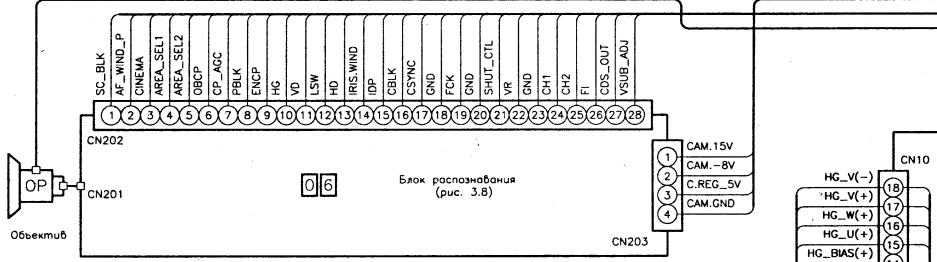 SC_BLK
AF_WIND_P
CINEMA
AREA_SEL1
AREA_SEL2
OBCP
CP_AGC
PBLK
ENCP
HG
VD
LSW
HD
IRIS.WIND
IDP
CBLK
CSYNC
GND
FCK
GND
SHUT_CTL
VR
GND
CH1
CH2
FI
CDS_OUT
VSUB_ADJ
1 2 3 4 5 6 7 8 9 10 11 12 13 14 15 16 17 18 19 20 21 22 23 24 25 26 27 28
CN202
OP
CN201
Объектив
0 6
Блок распознавания
(рис. 3.8)
1 CAM.15V
2 CAM.-8V
3 C.REG_5V
4 CAM.GND
CN203
CN10
HG_V(-) 18
HG_V(+) 17
HG_W(+) 16
HG_U(+) 15
HG_BIAS(+)